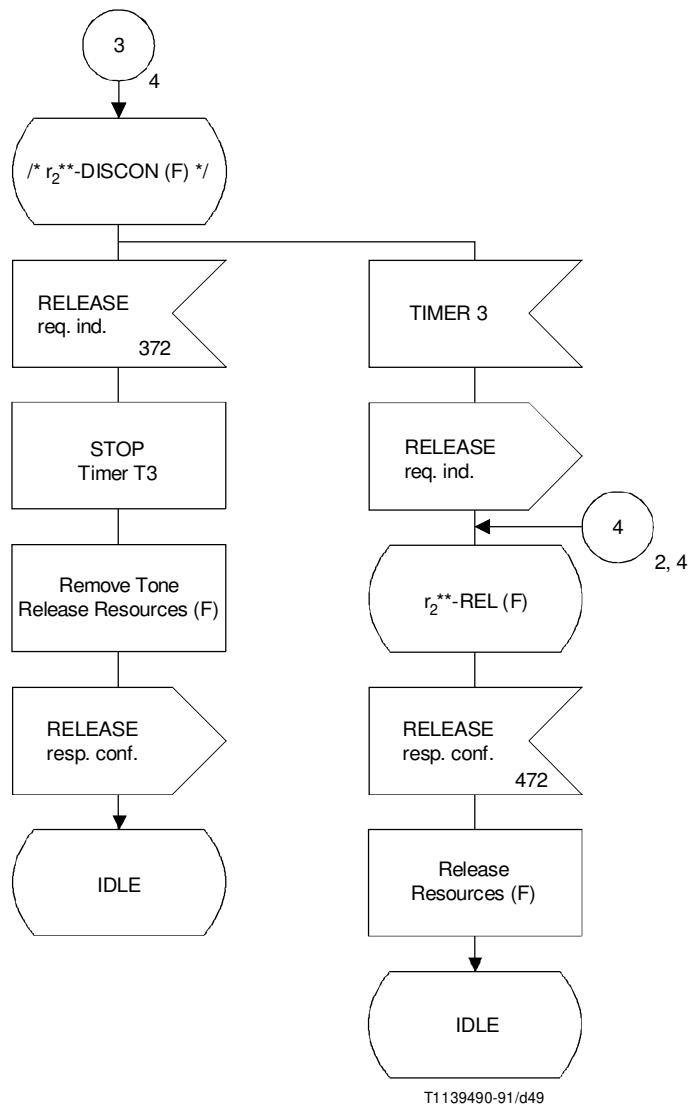 3
4
/* r₂**-DISCON (F) */
RELEASE
req. ind.
372
STOP
Timer T3
Remove Tone
Release Resources (F)
RELEASE
resp. conf.
IDLE
TIMER 3
RELEASE
req. ind.
4
2, 4
r₂**-REL (F)
RELEASE
resp. conf.
472
Release
Resources (F)
IDLE
T1139490-91/d49